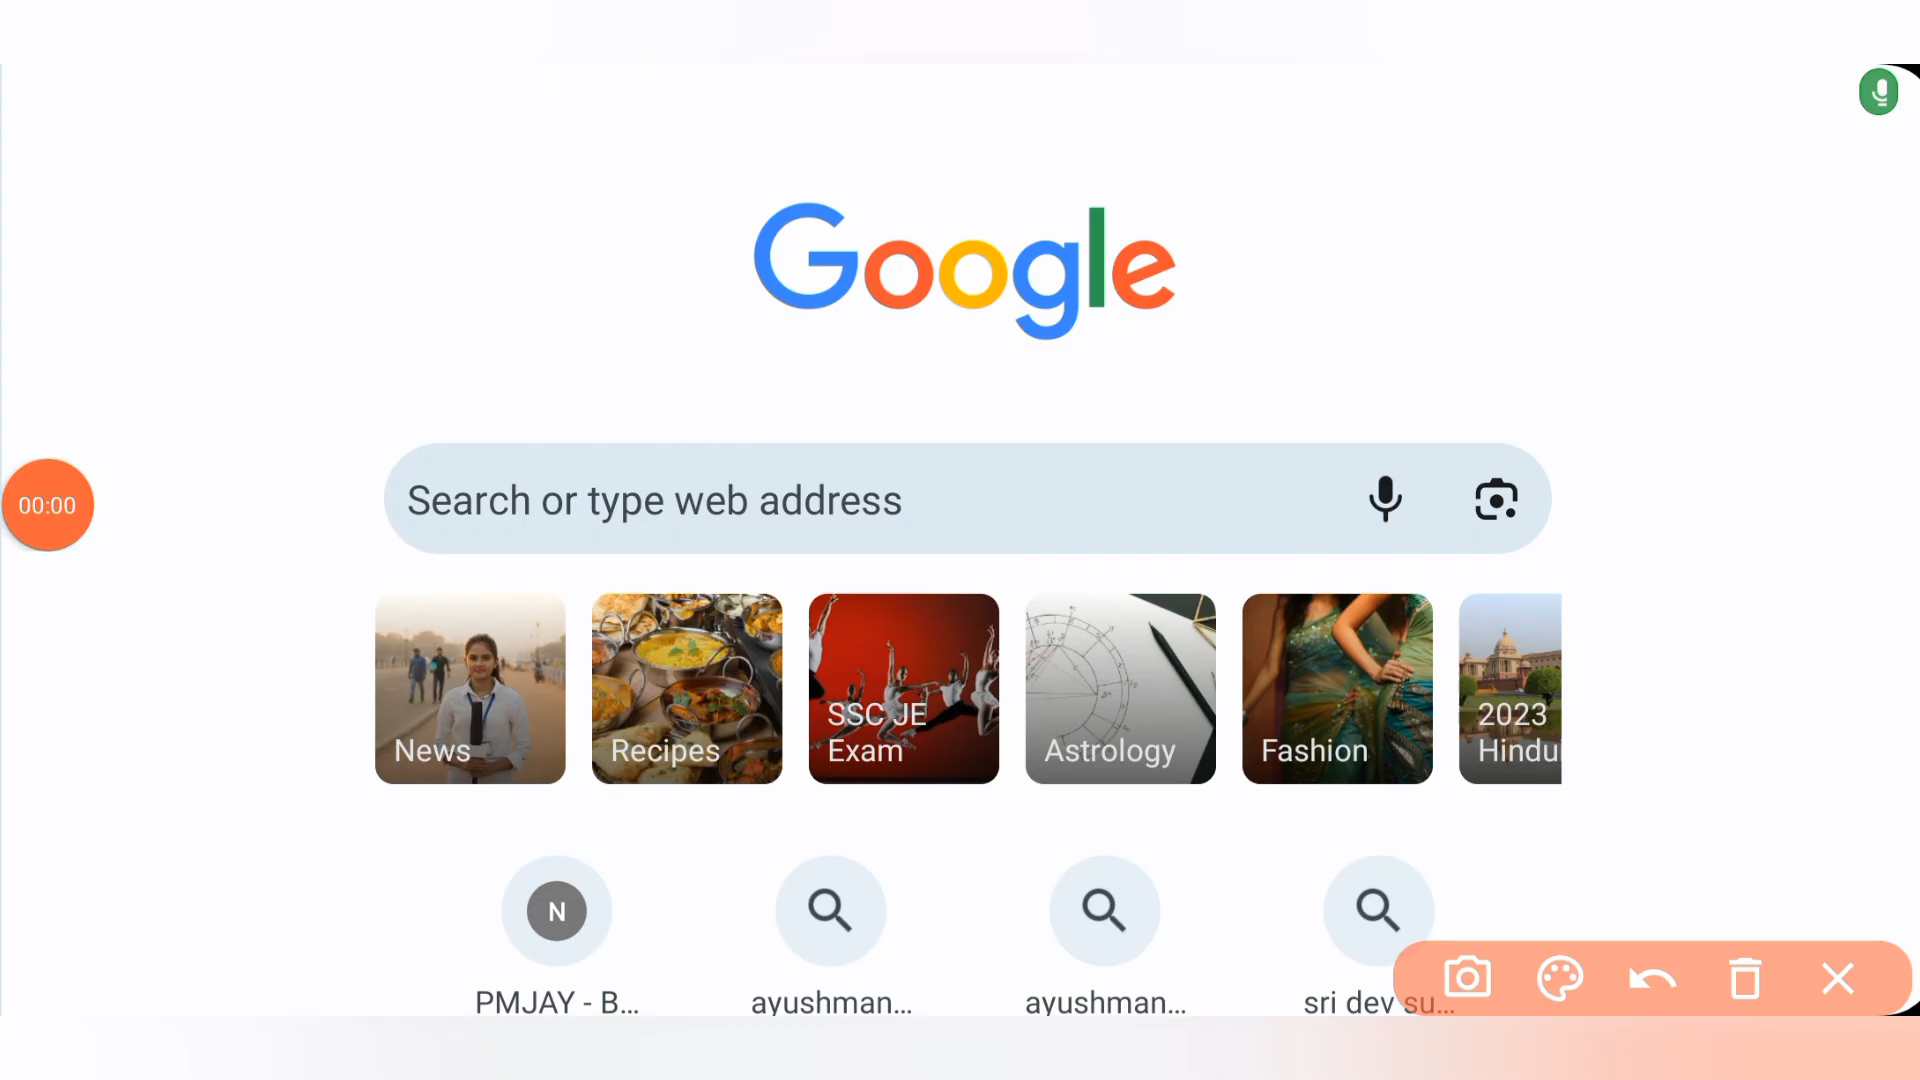 Google
Search or type web address
00:00
News
Recipes
SSC JE
Exam
Astrology
Fashion
2023
Hindu
N
PMJAY - B...
ayushman...
ayushman...
sri dev su...